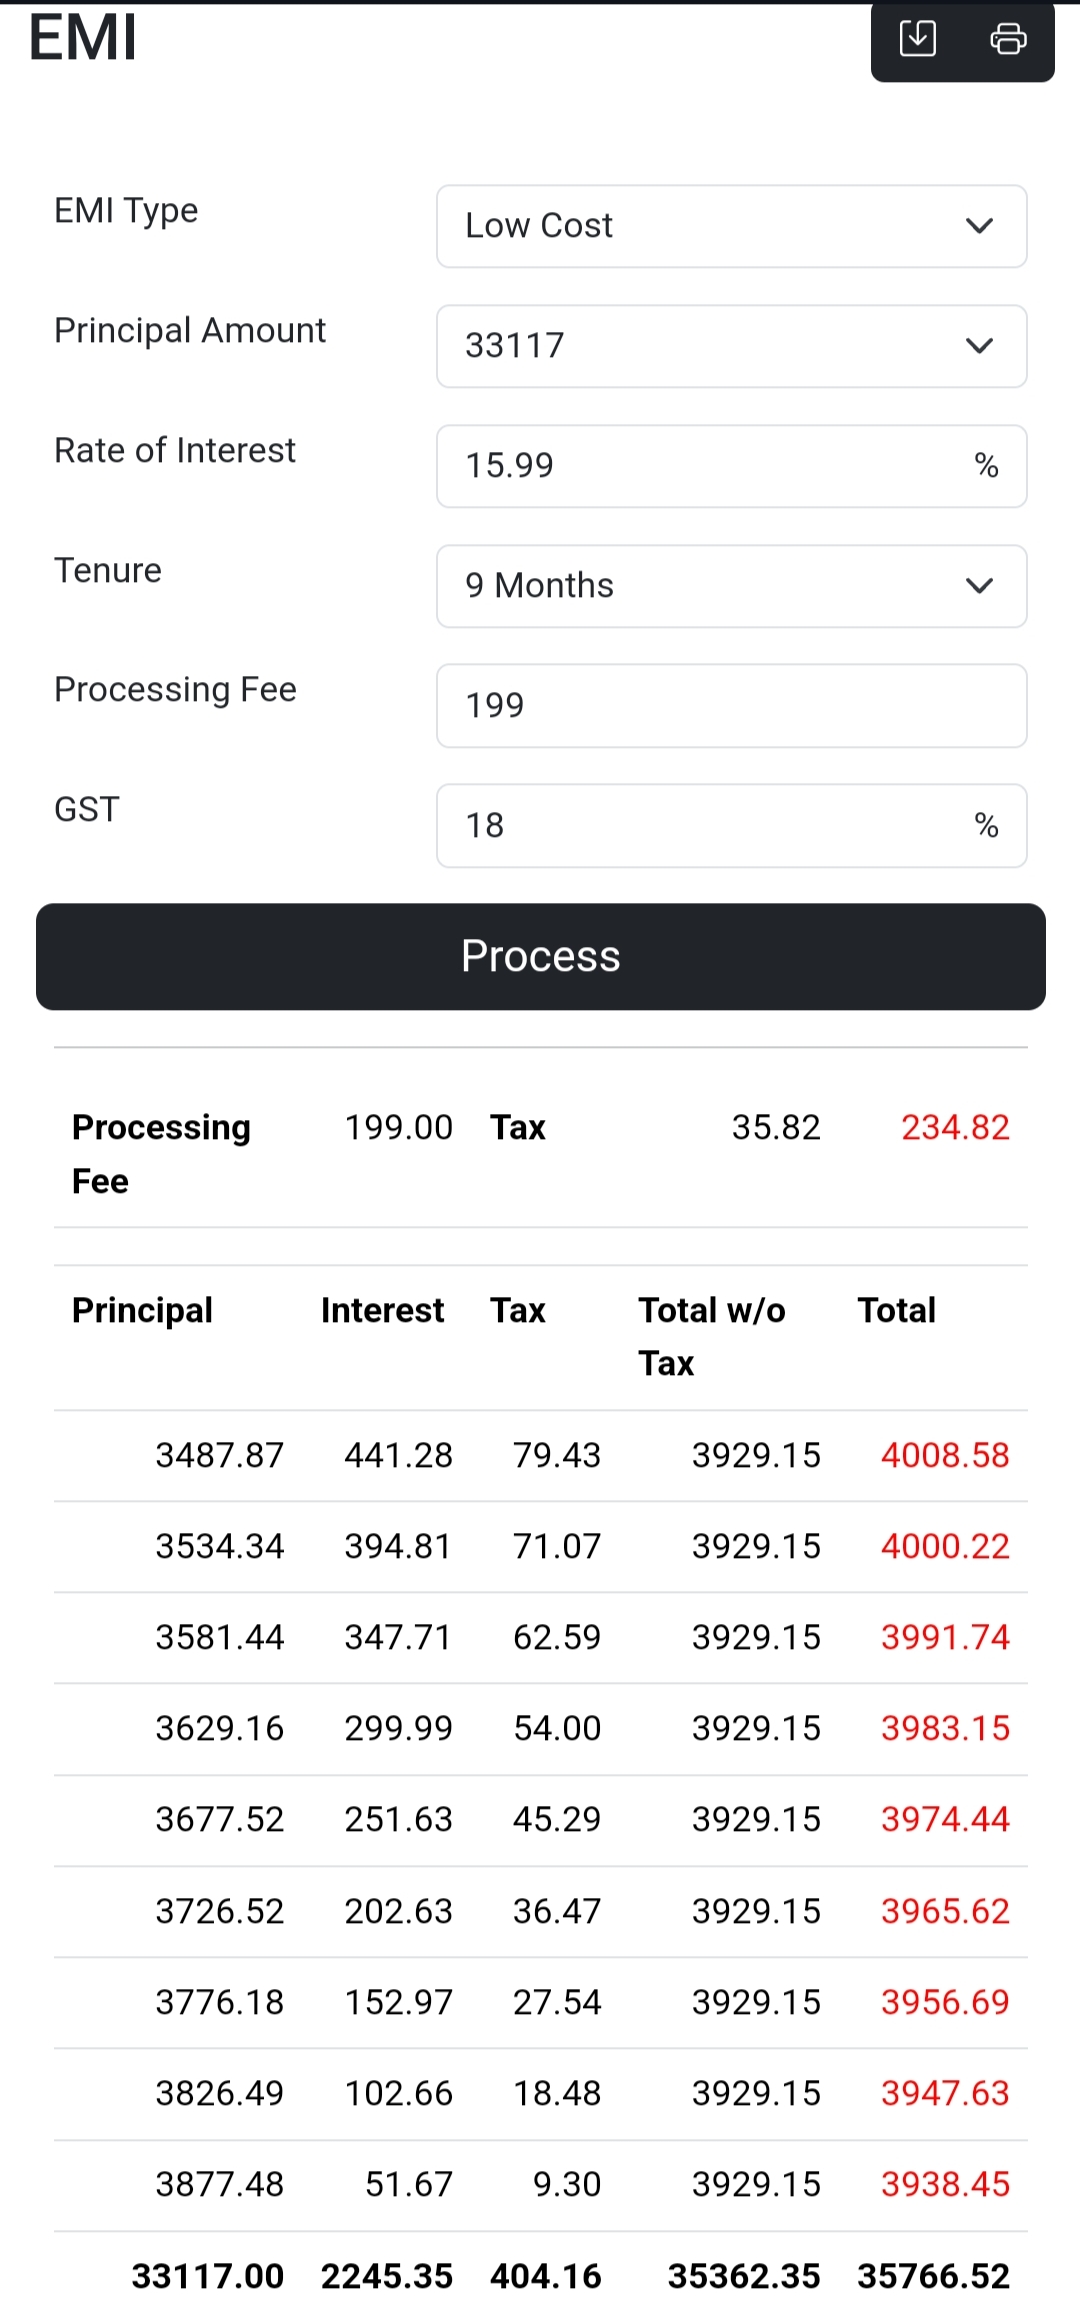 EMI
EMI Type Low Cost
Principal Amount 33117
Rate of Interest 15.99 %
Tenure 9 Months
Processing Fee 199
GST 18 %
Process
Processing 199.00 Tax 35.82 234.82
Fee
Principal Interest Tax Total w/o Total
Tax
3487.87 441.28 79.43 3929.15 4008.58
3534.34 394.81 71.07 3929.15 4000.22
3581.44 347.71 62.59 3929.15 3991.74
3629.16 299.99 54.00 3929.15 3983.15
3677.52 251.63 45.29 3929.15 3974.44
3726.52 202.63 36.47 3929.15 3965.62
3776.18 152.97 27.54 3929.15 3956.69
3826.49 102.66 18.48 3929.15 3947.63
3877.48 51.67 9.30 3929.15 3938.45
33117.00 2245.35 404.16 35362.35 35766.52